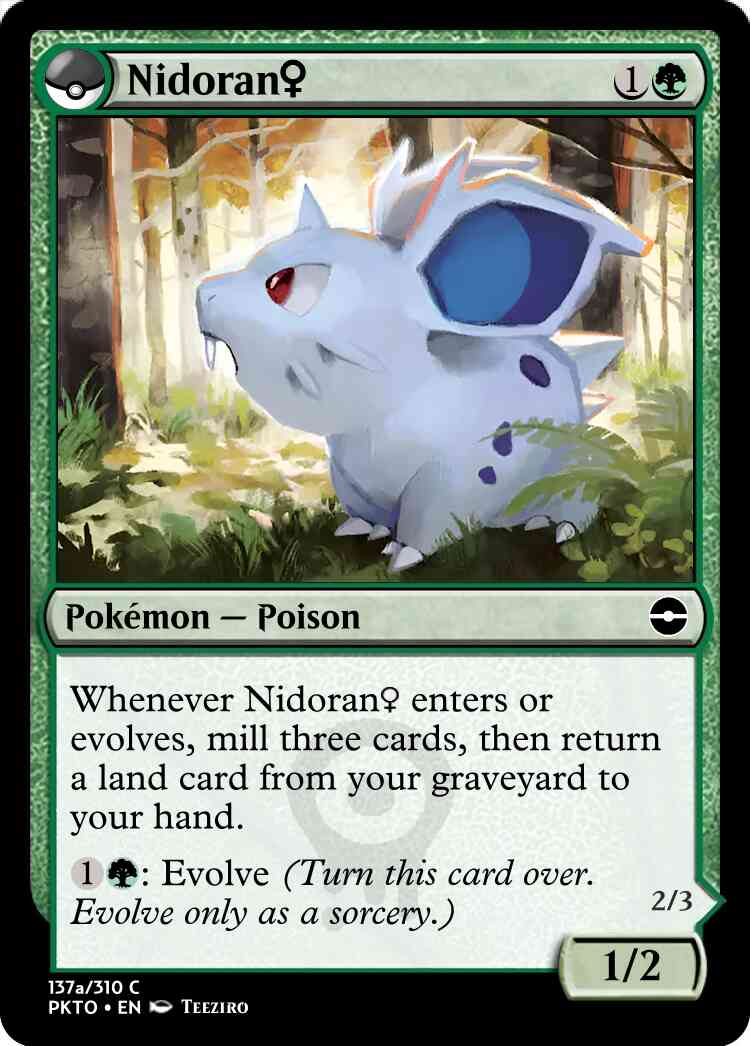 Nidoran♀ 1
Pokémon — Poison
Whenever Nidoran♀ enters or
evolves, mill three cards, then return
a land card from your graveyard to
your hand.
1: Evolve (Turn this card over.
Evolve only as a sorcery.)
2/3
1/2
137a/310 C
PKTO • EN Teeziro